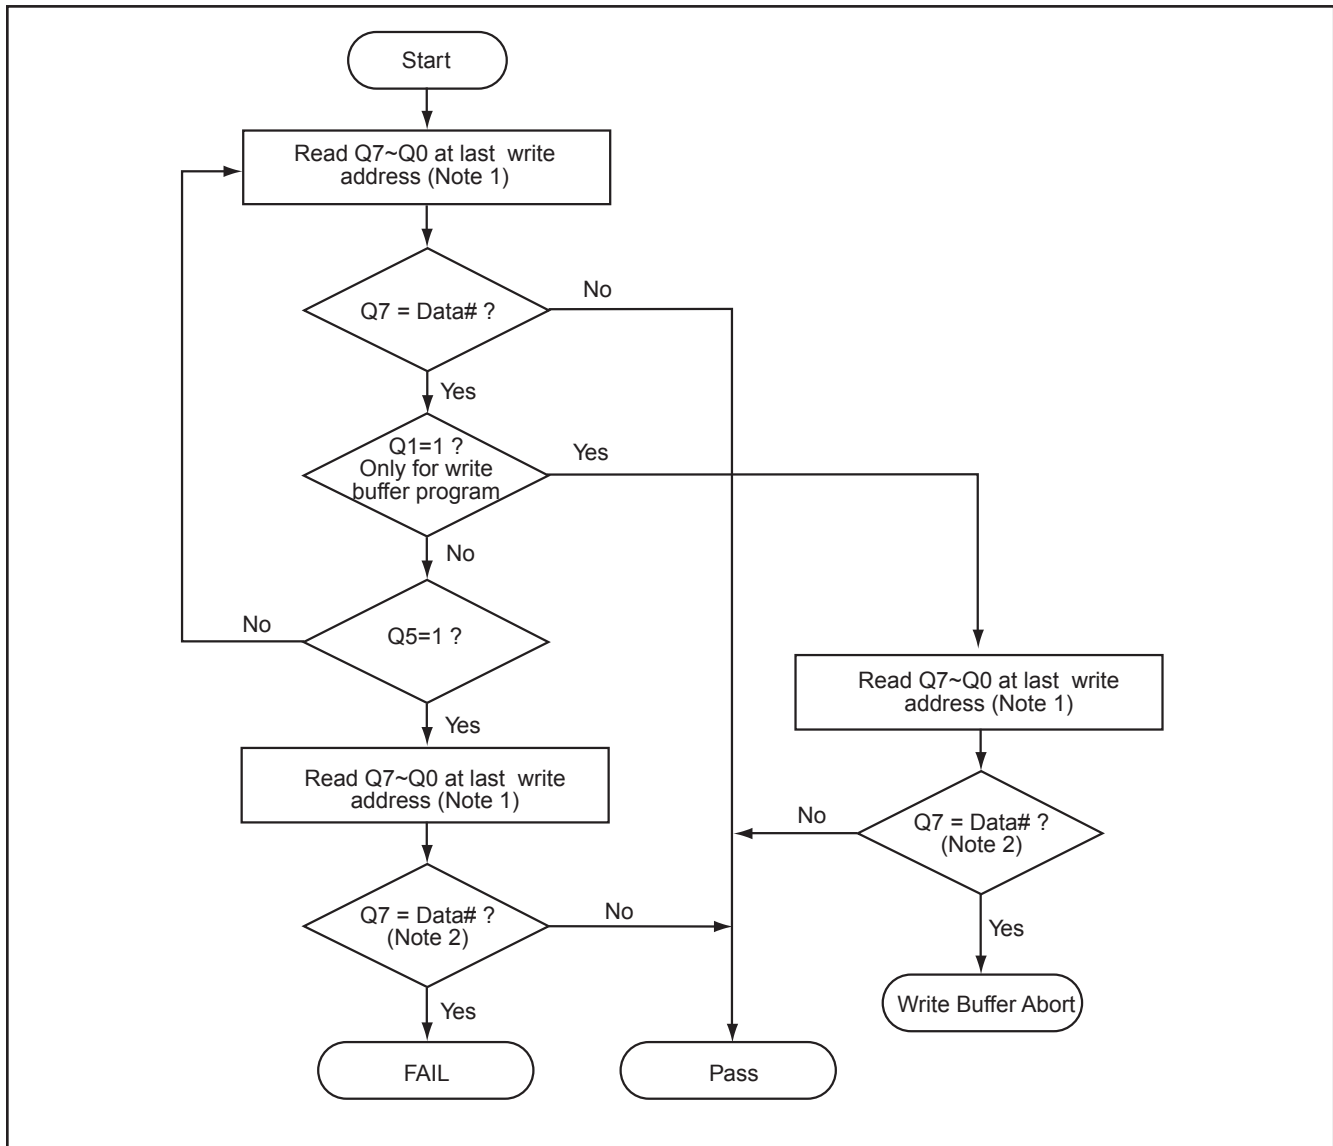 Start
Read Q7~Q0 at last write
address (Note 1)
Q7 = Data# ?
No
Yes
Q1=1 ?
Only for write
buffer program
Yes
No
Q5=1 ?
No
Yes
Read Q7~Q0 at last write
address (Note 1)
Read Q7~Q0 at last write
address (Note 1)
Q7 = Data# ?
(Note 2)
No
Yes
Write Buffer Abort
Q7 = Data# ?
(Note 2)
No
Yes
FAIL
Pass